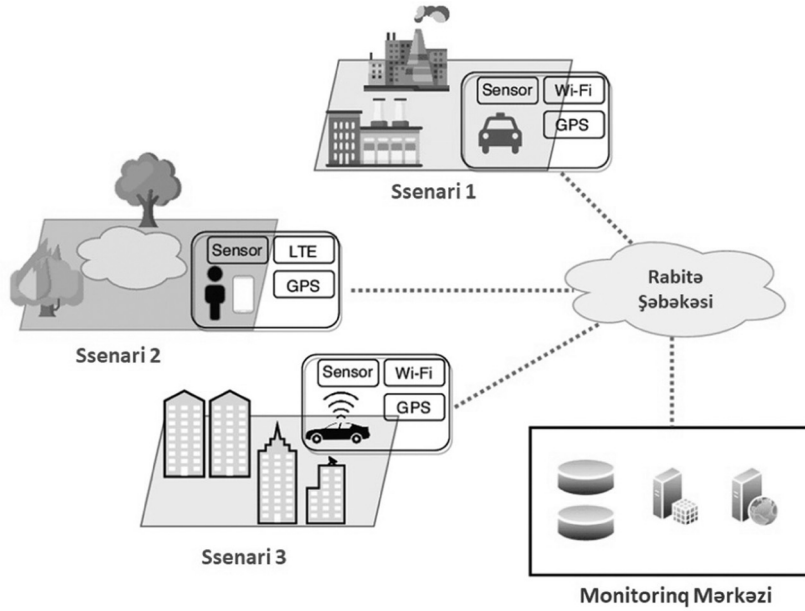 Sensor
Wi-Fi
GPS
Ssenari 1
Sensor
LTE
GPS
Rabitə
Şəbəkəsi
Ssenari 2
Sensor
Wi-Fi
GPS
Ssenari 3
Monitorinq Mərkəzi